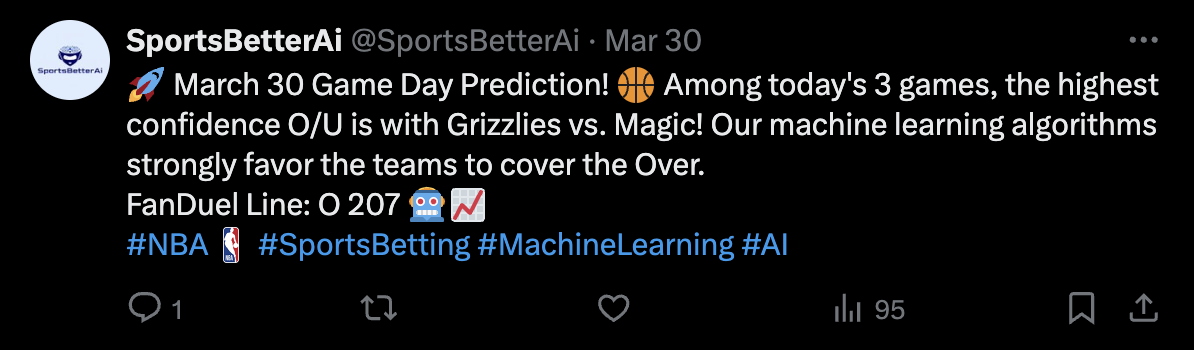 SportsBetterAi
SportsBetterAi @SportsBetterAi · Mar 30
🚀 March 30 Game Day Prediction! 🏀 Among today's 3 games, the highest
confidence O/U is with Grizzlies vs. Magic! Our machine learning algorithms
strongly favor the teams to cover the Over.
FanDuel Line: O 207 🤖📈
#NBA #SportsBetting #MachineLearning #AI
1
95